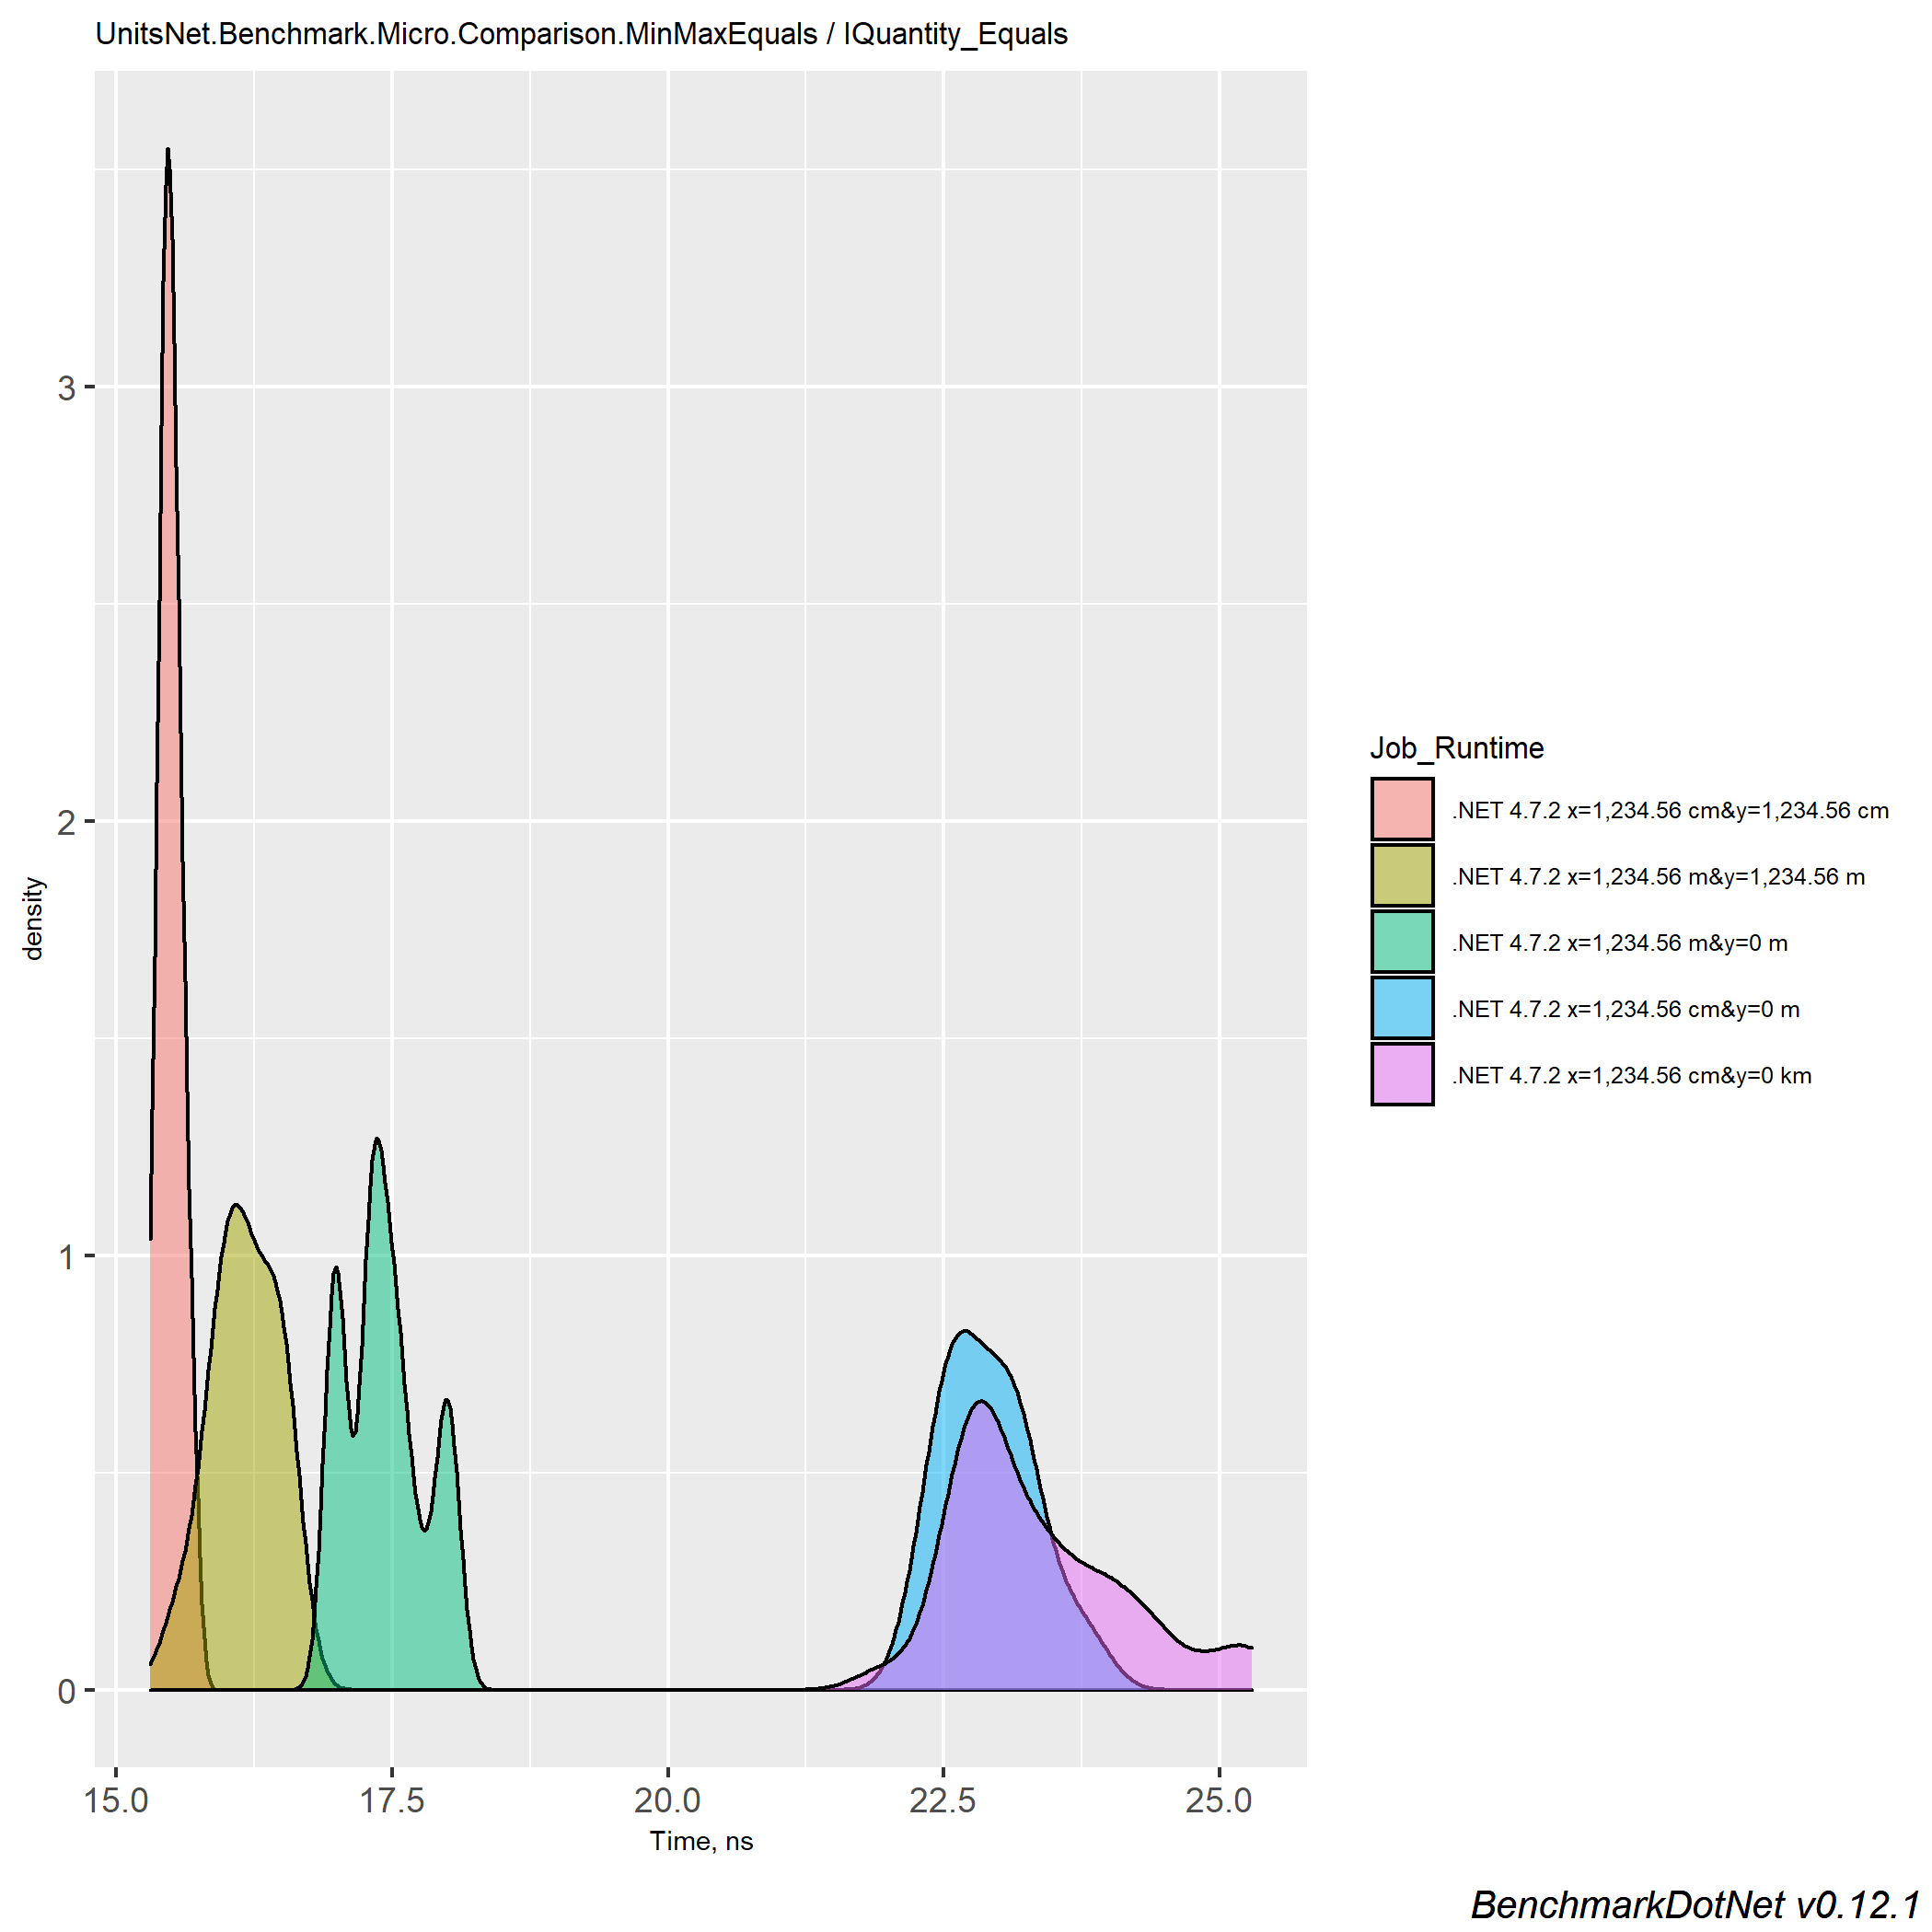 UnitsNet.Benchmark.Micro.Comparison.MinMaxEquals / IQuantity_Equals
3
2
1
0
density
15.0 17.5 20.0 22.5 25.0
Time, ns
Job_Runtime
.NET 4.7.2 x=1,234.56 cm&y=1,234.56 cm
.NET 4.7.2 x=1,234.56 m&y=1,234.56 m
.NET 4.7.2 x=1,234.56 m&y=0 m
.NET 4.7.2 x=1,234.56 cm&y=0 m
.NET 4.7.2 x=1,234.56 cm&y=0 km
BenchmarkDotNet v0.12.1